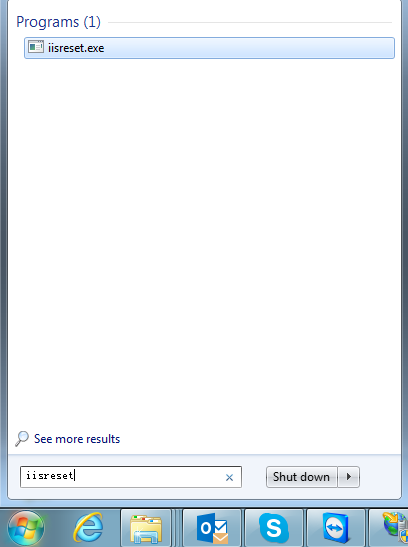 Programs (1)
iisreset.exe
See more results
iisreset
Shut down